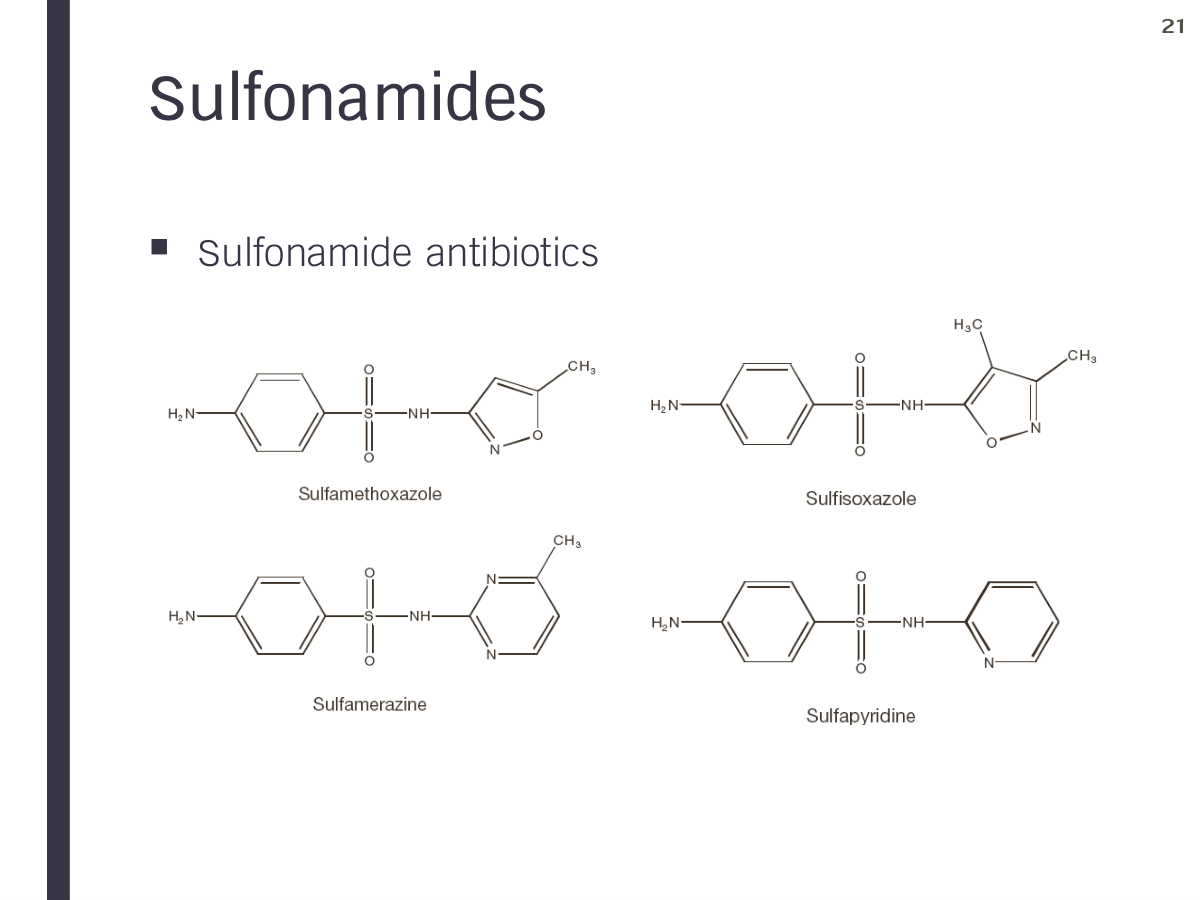 21
Sulfonamides
■ Sulfonamide antibiotics
H₃C
CH₃
O
CH₃
O
H₂N
S
NH
N
O
O
H₂N
S
NH
O
N
O
Sulfamethoxazole
Sulfisoxazole
CH₃
O
N
H₂N
S
NH
N
O
O
H₂N
S
NH
N
O
Sulfamerazine
Sulfapyridine